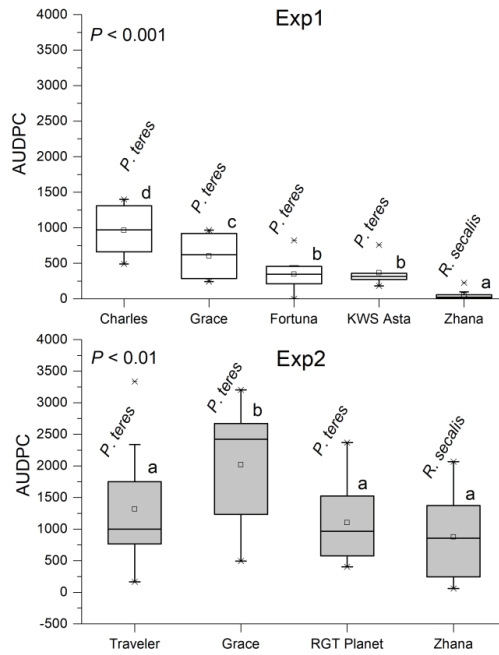 Exp1
P < 0.001
AUDPC
4000
3500
3000
2500
2000
1500
1000
500
0
P. teres
d
P. teres
c
P. teres
b
P. teres
b
R. secalis
a
Charles Grace Fortuna KWS Asta Zhana
Exp2
P < 0.01
AUDPC
4000
3500
3000
2500
2000
1500
1000
500
0
-500
P. teres
a
P. teres
b
P. teres
a
R. secalis
a
Traveler Grace RGT Planet Zhana